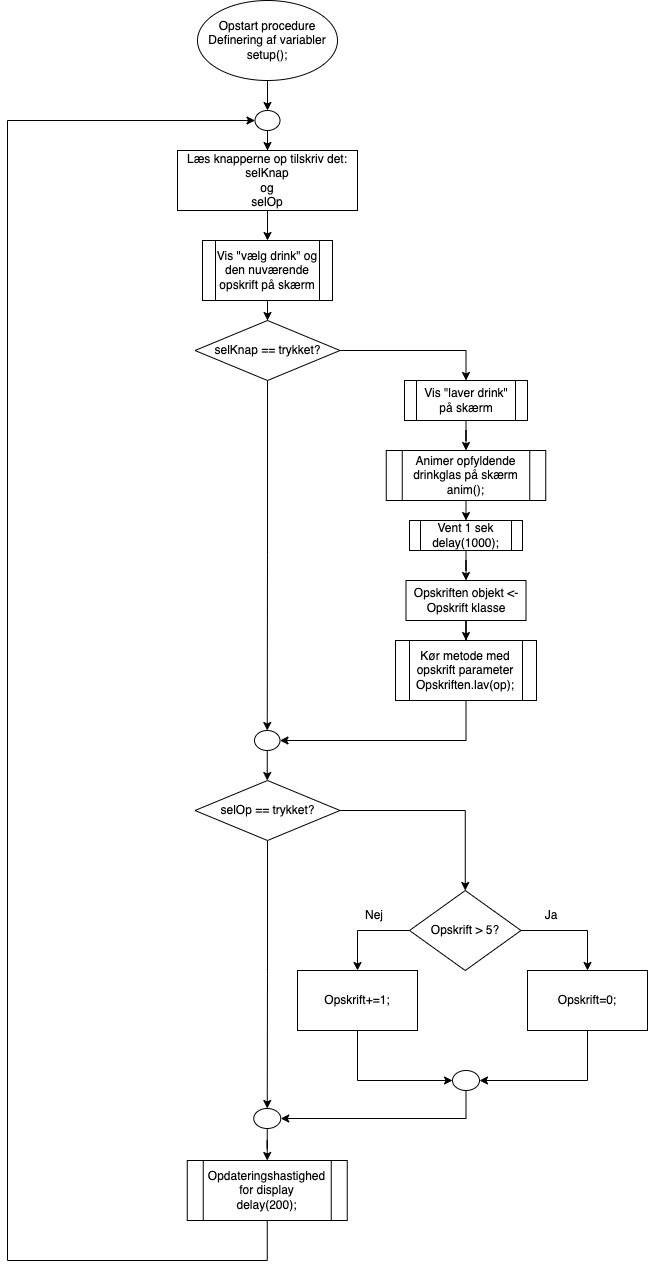 Opstart procedure
Definering af variabler
setup();
Læs knapperne op tilskriv det:
selKnap
og
selOp
Vis "vælg drink" og
den nuværende
opskrift på skærm
selKnap == trykket?
Vis "laver drink"
på skærm
Animer opfyldende
drinkglas på skærm
anim();
Vent 1 sek
delay(1000);
Opskriften objekt <-
Opskrift klasse
Kør metode med
opskrift parameter
Opskriften.lav(op);
selOp == trykket?
Nej
Opskrift > 5?
Ja
Opskrift+=1;
Opskrift=0;
Opdateringshastighed
for display
delay(200);